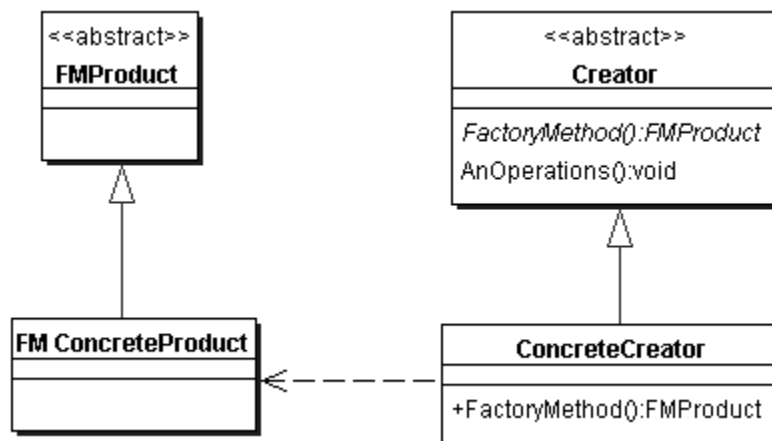 <<abstract>>
FMProduct
<<abstract>>
Creator
FactoryMethod():FMProduct
AnOperations():void
FM ConcreteProduct
ConcreteCreator
+FactoryMethod():FMProduct